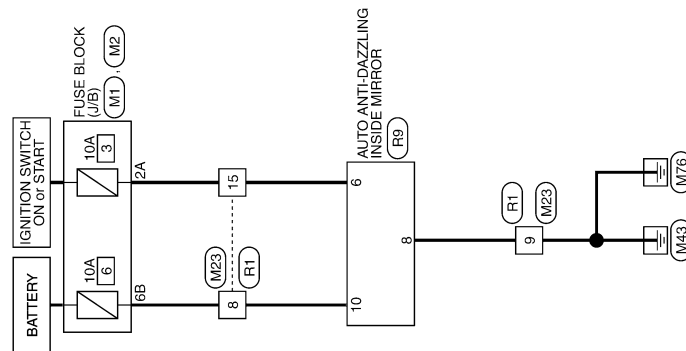 IGNITION SWITCH
ON or START
BATTERY
FUSE BLOCK
(J/B)
M1 , M2
10A
3
10A
6
2A
6B
15
M23
8
R1
AUTO ANTI-DAZZLING
INSIDE MIRROR
R9
6
10
8
R1
9
M23
M76
M43